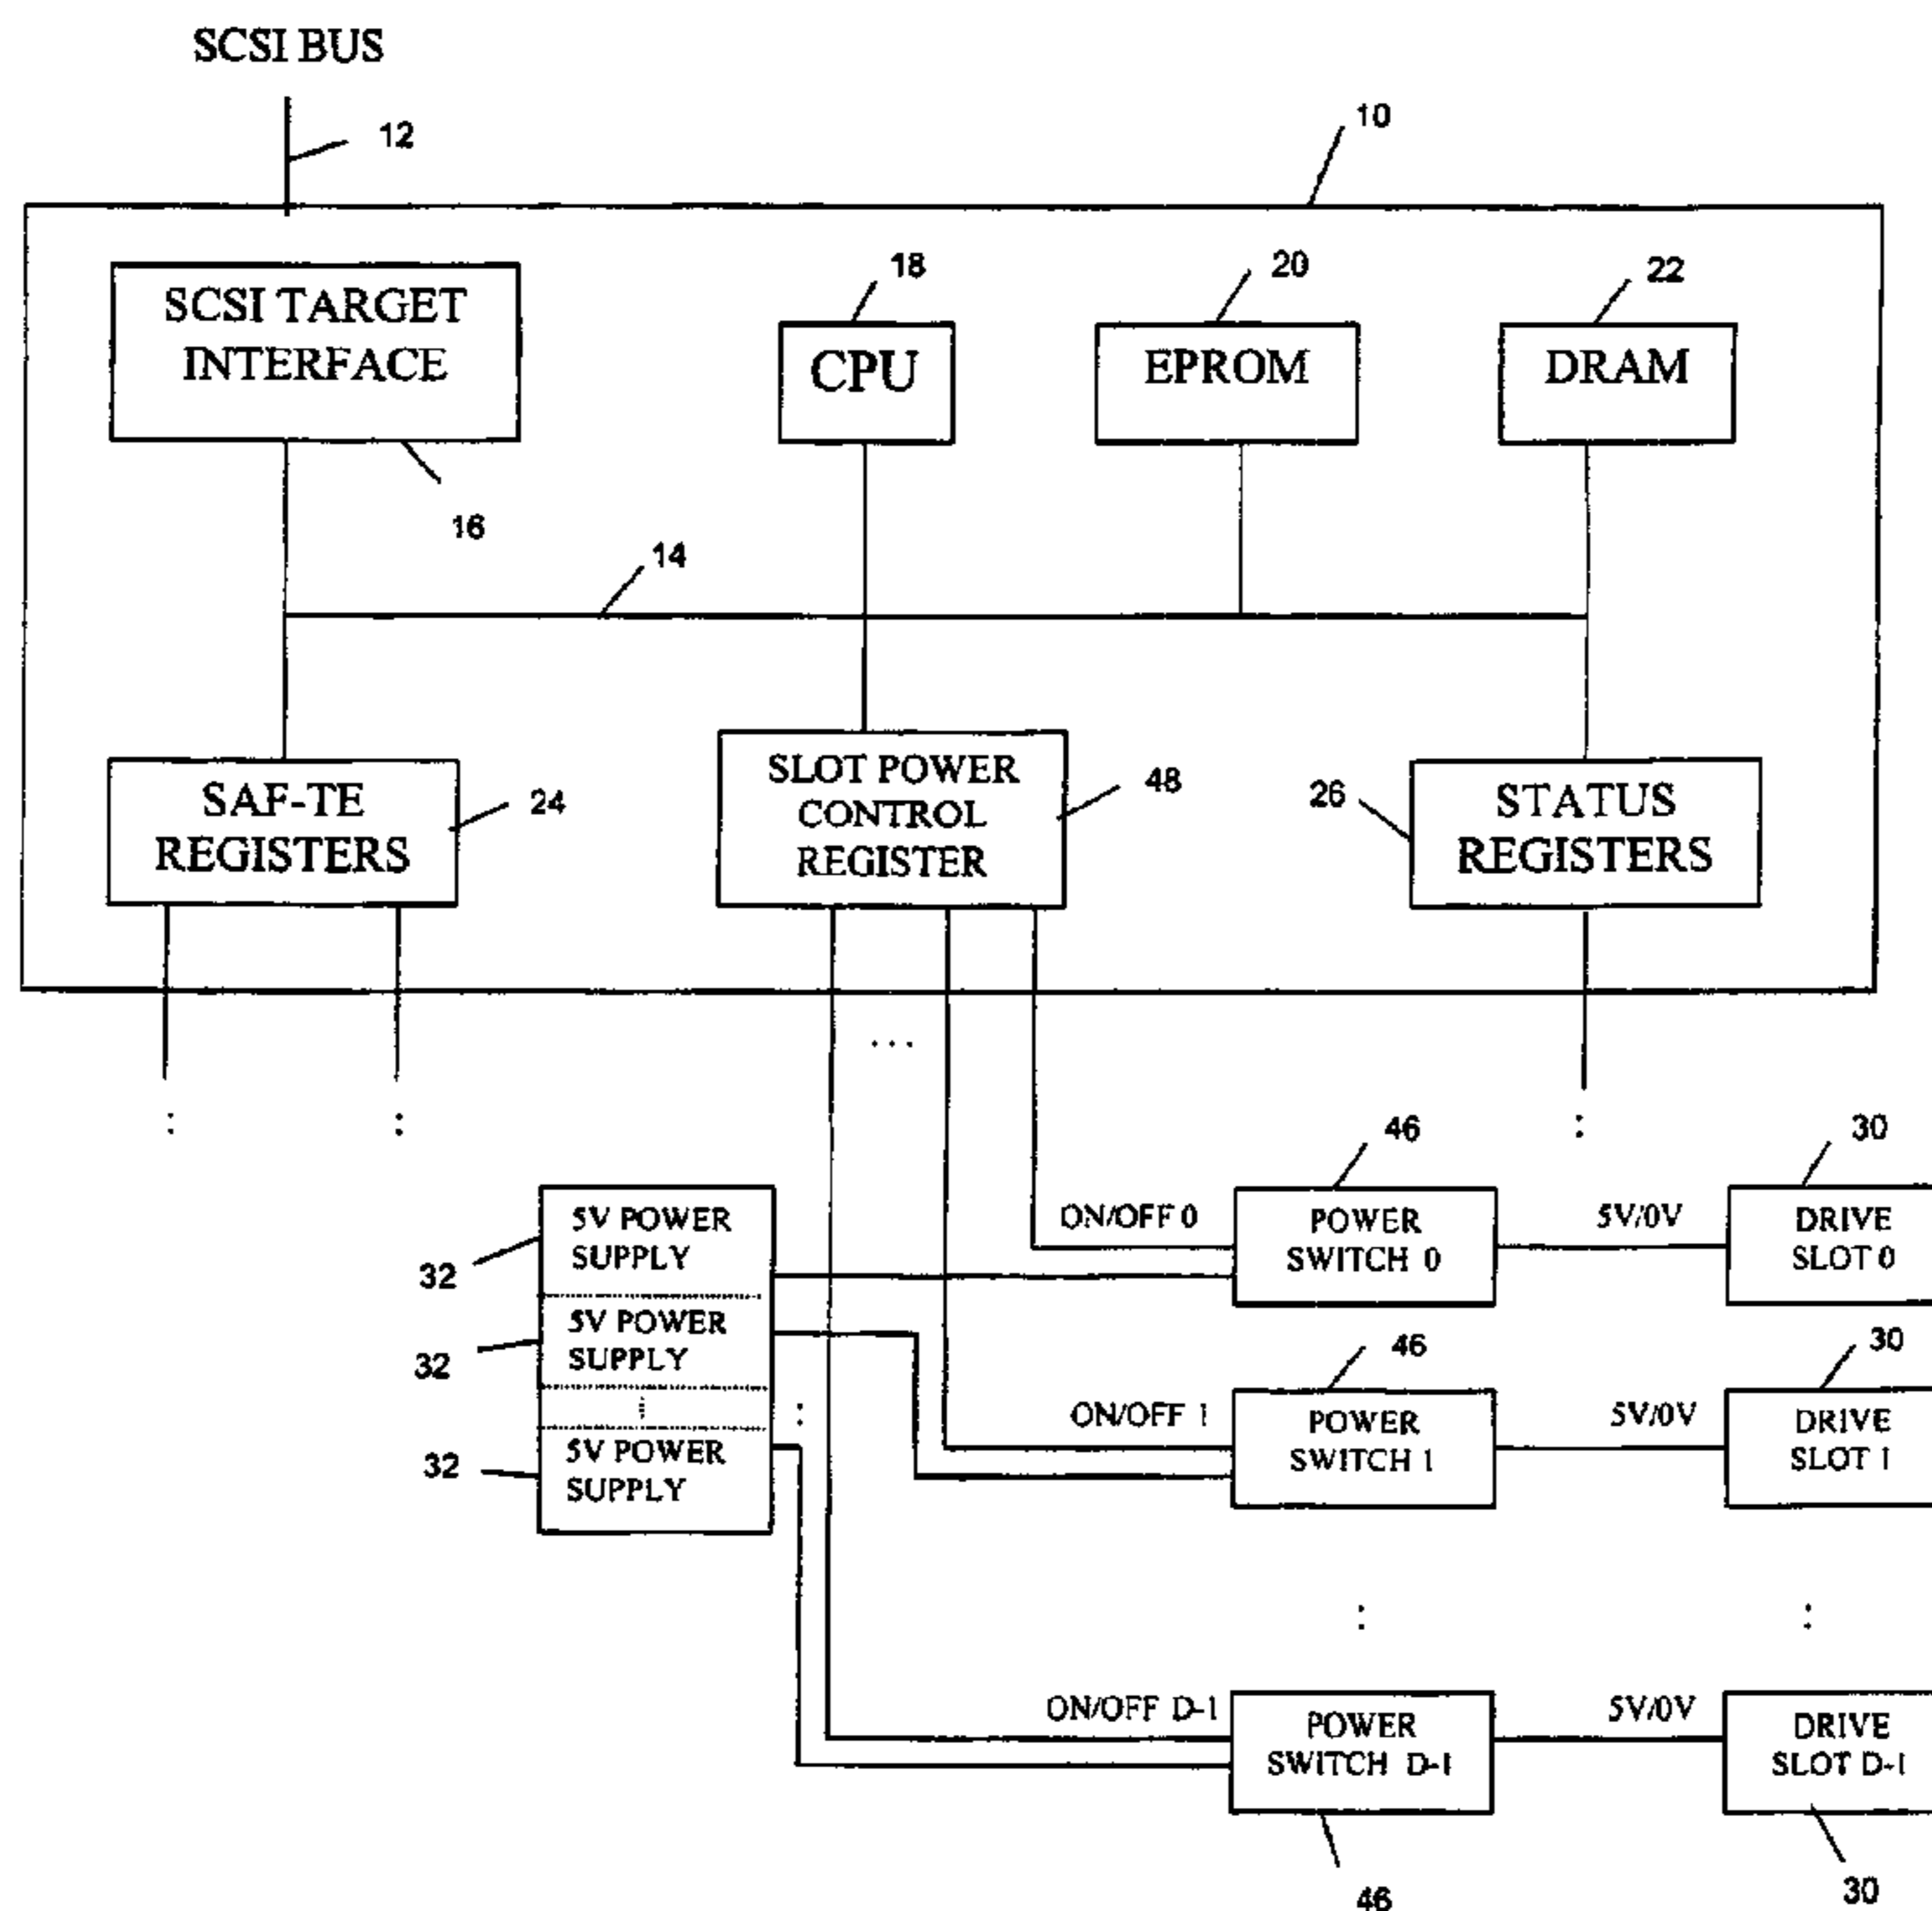 SCSI BUS
12
10
SCSI TARGET
INTERFACE
16
18
CPU
20
EPROM
22
DRAM
14
SAF-TE
REGISTERS
24
SLOT POWER
CONTROL
REGISTER
48
26
STATUS
REGISTERS
...
:
:
:
5V POWER
SUPPLY
32
5V POWER
SUPPLY
32
5V POWER
SUPPLY
32
:
ON/OFF 0
46
POWER
SWITCH 0
5V/0V
30
DRIVE
SLOT 0
ON/OFF 1
46
POWER
SWITCH 1
5V/0V
30
DRIVE
SLOT 1
:
:
ON/OFF D-1
POWER
SWITCH D-1
46
5V/0V
DRIVE
SLOT D-1
30